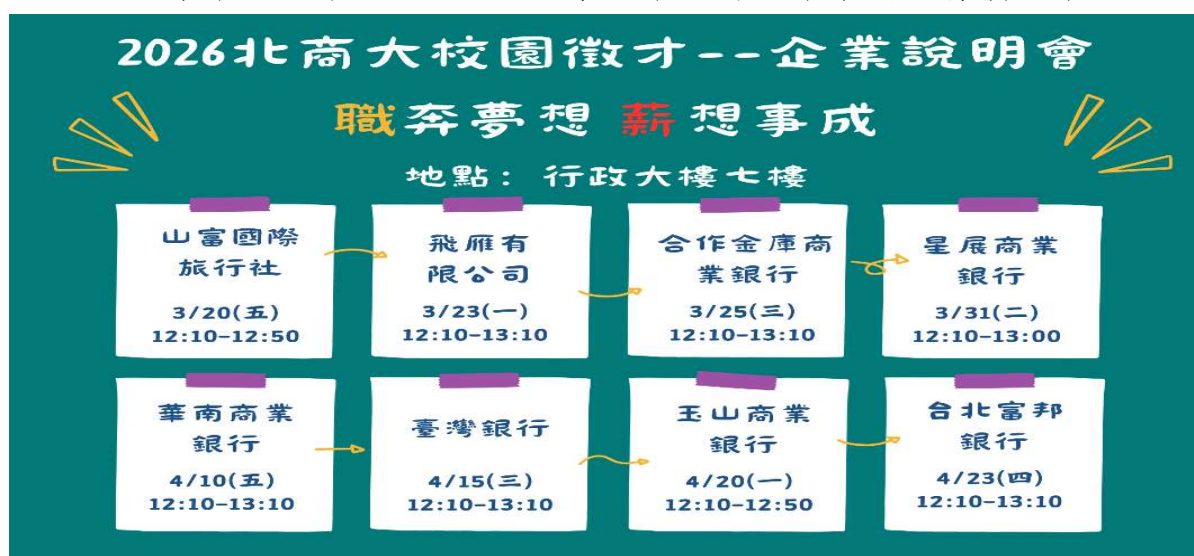 2026北商大校園徵才--企業說明會
職奔夢想 薪想事成
地點: 行政大樓七樓
山富國際
旅行社
3/20(五)
12:10-12:50
飛雁有
限公司
3/23(一)
12:10-13:10
合作金庫商
業銀行
3/25(三)
12:10-13:10
星展商業
銀行
3/31(二)
12:10-13:00
華南商業
銀行
4/10(五)
12:10-13:10
臺灣銀行
4/15(三)
12:10-13:10
玉山商業
銀行
4/20(一)
12:10-12:50
台北富邦
銀行
4/23(四)
12:10-13:10